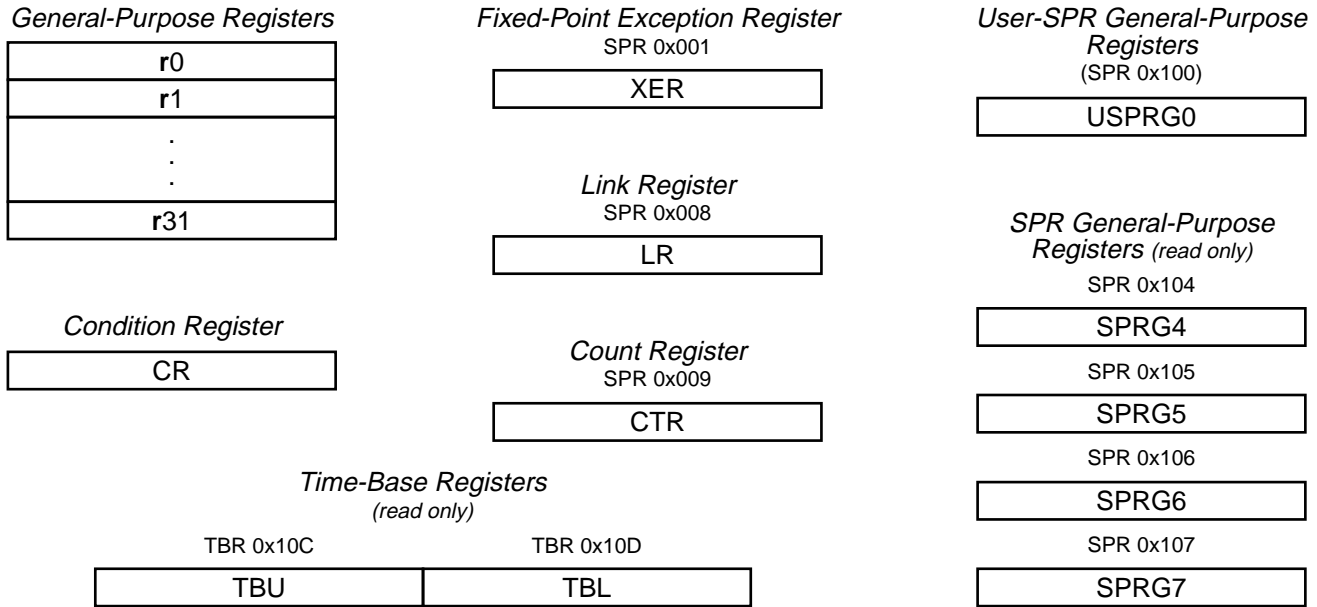 General-Purpose Registers
r0
r1
.
.
.
r31
Condition Register
CR
Fixed-Point Exception Register
SPR 0x001
XER
Link Register
SPR 0x008
LR
Count Register
SPR 0x009
CTR
Time-Base Registers
(read only)
TBR 0x10C
TBR 0x10D
TBU
TBL
User-SPR General-Purpose
Registers
(SPR 0x100)
USPRG0
SPR General-Purpose
Registers (read only)
SPR 0x104
SPRG4
SPR 0x105
SPRG5
SPR 0x106
SPRG6
SPR 0x107
SPRG7